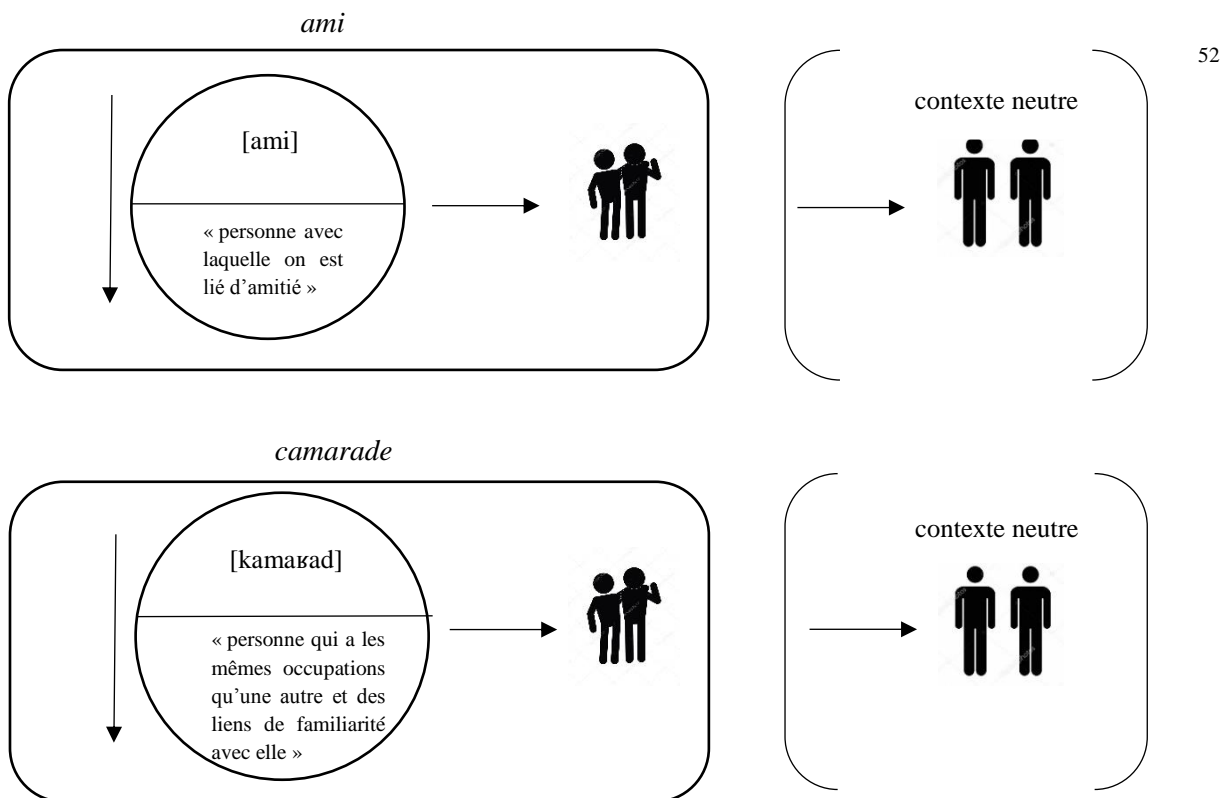 52
ami
[ami]
« personne avec
laquelle on est
lié d’amitié »
contexte neutre
camarade
[kamaʁad]
« personne qui a les
mêmes occupations
qu’une autre et des
liens de familiarité
avec elle »
contexte neutre